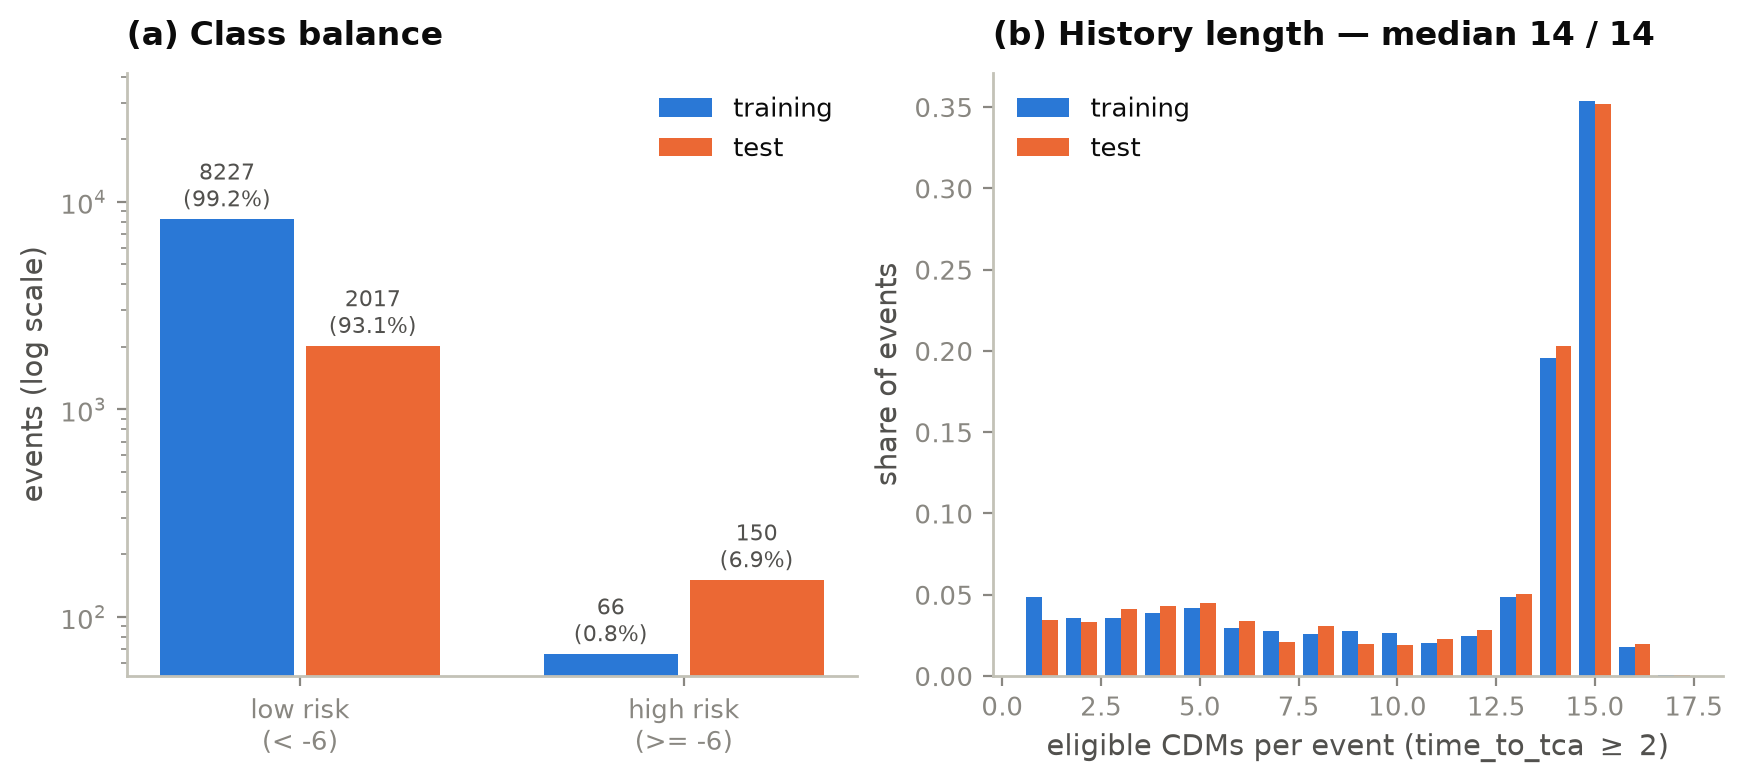 (a) Class balance
training
test
8227
(99.2%)
2017
(93.1%)
66
(0.8%)
150
(6.9%)
10⁴
10³
10²
events (log scale)
low risk
(< -6)
high risk
(>= -6)
(b) History length — median 14 / 14
training
test
0.35
0.30
0.25
0.20
0.15
0.10
0.05
0.00
share of events
0.0 2.5 5.0 7.5 10.0 12.5 15.0 17.5
eligible CDMs per event (time_to_tca ≥ 2)